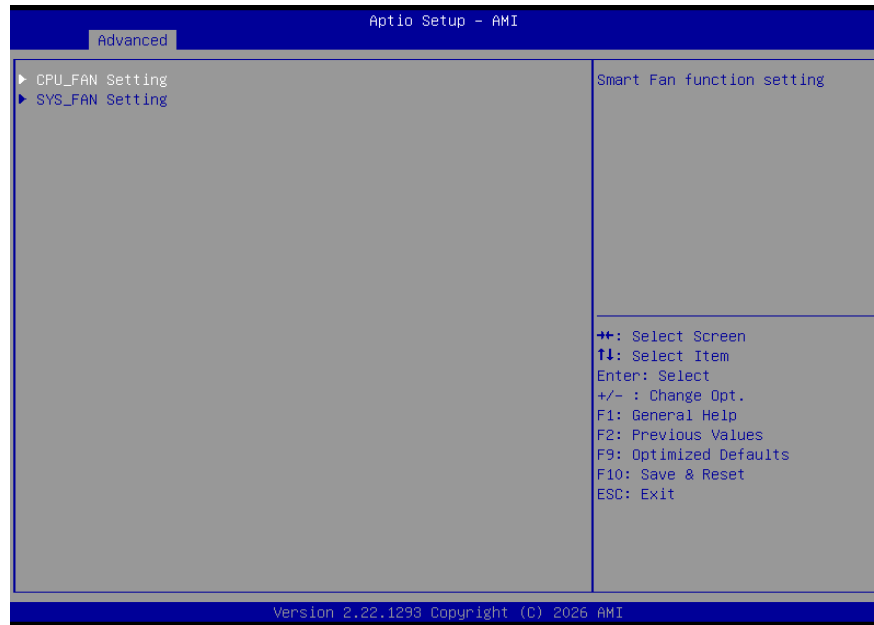 Aptio Setup - AMI
Advanced
▶ CPU_FAN Setting
▶ SYS_FAN Setting
Smart Fan function setting
→←: Select Screen
↑↓: Select Item
Enter: Select
+/- : Change Opt.
F1: General Help
F2: Previous Values
F9: Optimized Defaults
F10: Save & Reset
ESC: Exit
Version 2.22.1293 Copyright (C) 2026 AMI